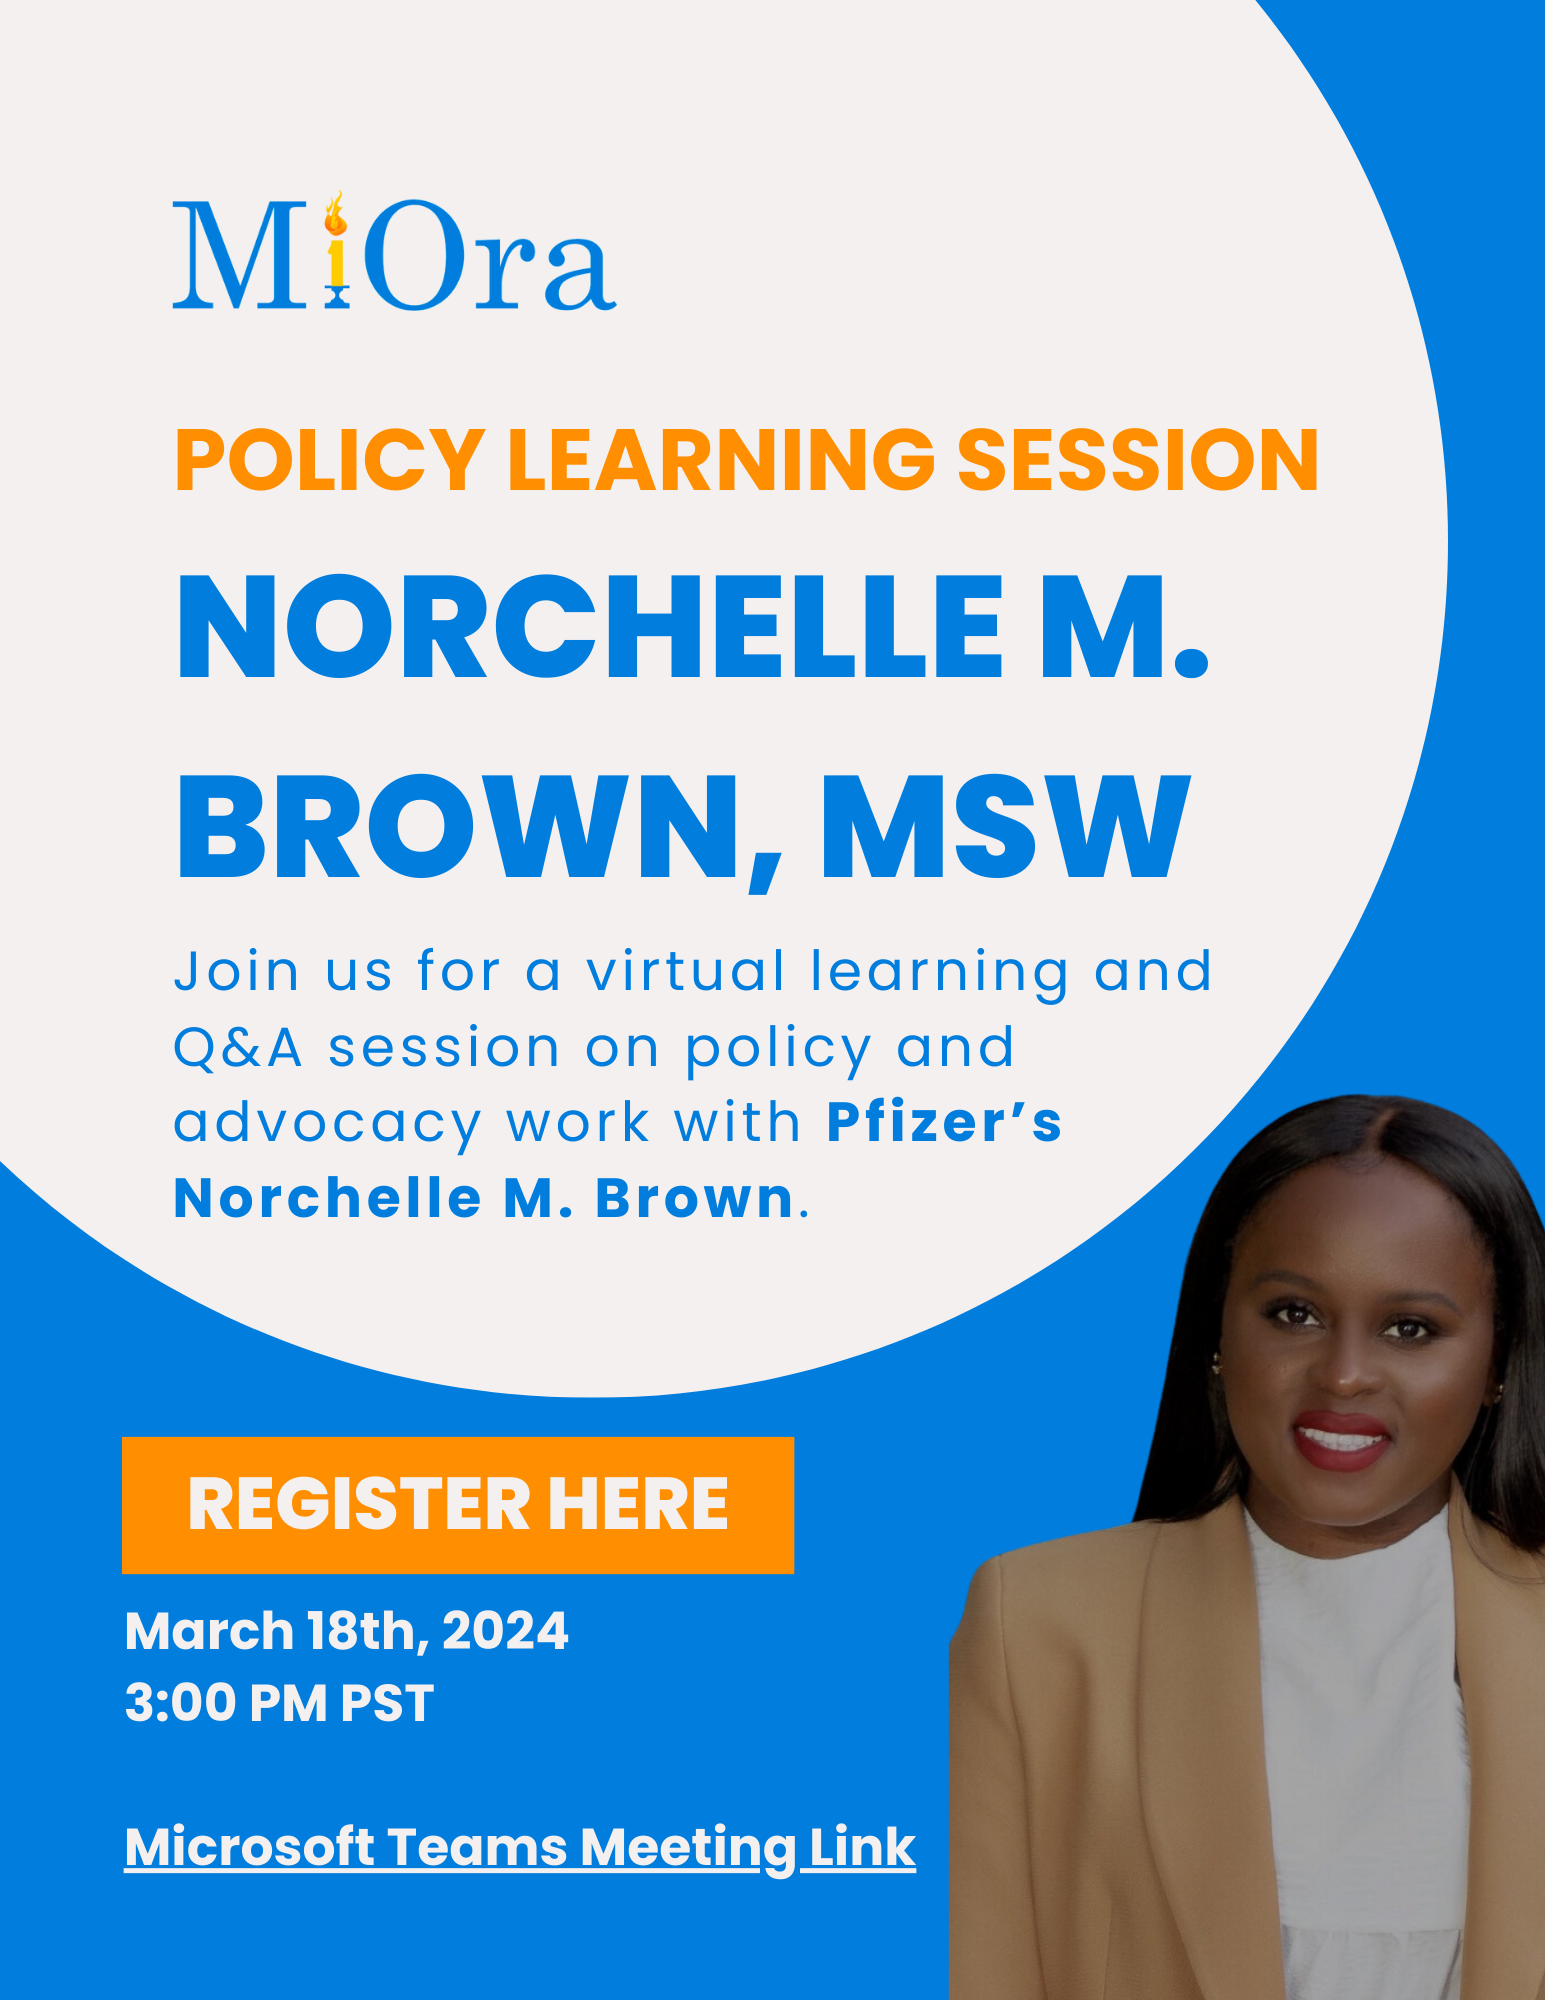 MiOra
POLICY LEARNING SESSION
NORCHELLE M.
BROWN, MSW
Join us for a virtual learning and
Q&A session on policy and
advocacy work with Pfizer’s
Norchelle M. Brown.
REGISTER HERE
March 18th, 2024
3:00 PM PST
Microsoft Teams Meeting Link